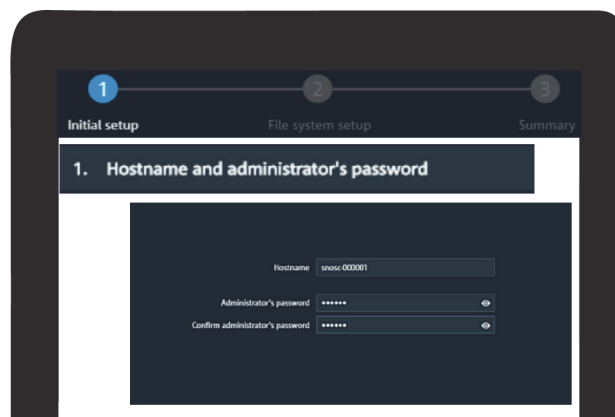 1 2 3
Initial setup File system setup Summary
1. Hostname and administrator's password
Hostname snosc-000001
Administrator's password ••••••
Confirm administrator's password ••••••